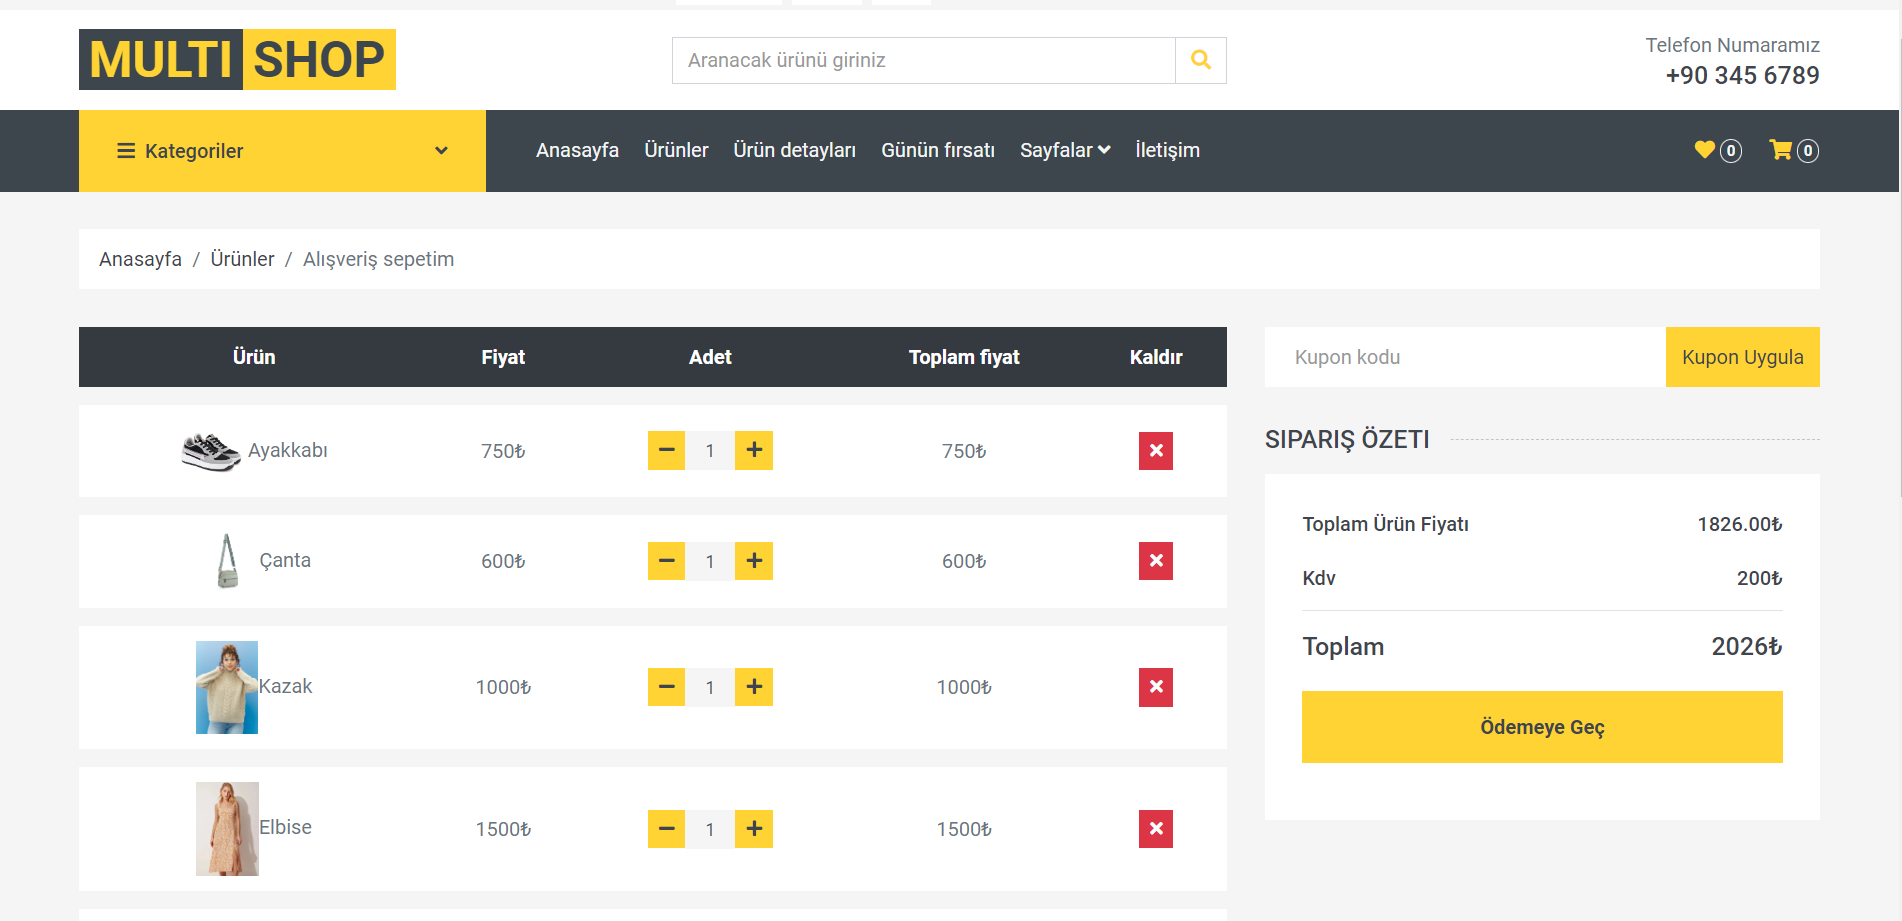 MULTI SHOP
Aranacak ürünü giriniz
Telefon Numaramız
+90 345 6789
Kategoriler
Anasayfa Ürünler Ürün detayları Günün fırsatı Sayfalar İletişim
0 0
Anasayfa / Ürünler / Alışveriş sepetim
Ürün Fiyat Adet Toplam fiyat Kaldır
Ayakkabı 750₺ 1 750₺
Çanta 600₺ 1 600₺
Kazak 1000₺ 1 1000₺
Elbise 1500₺ 1 1500₺
Kupon kodu Kupon Uygula
SIPARIŞ ÖZETI
Toplam Ürün Fiyatı 1826.00₺
Kdv 200₺
Toplam 2026₺
Ödemeye Geç